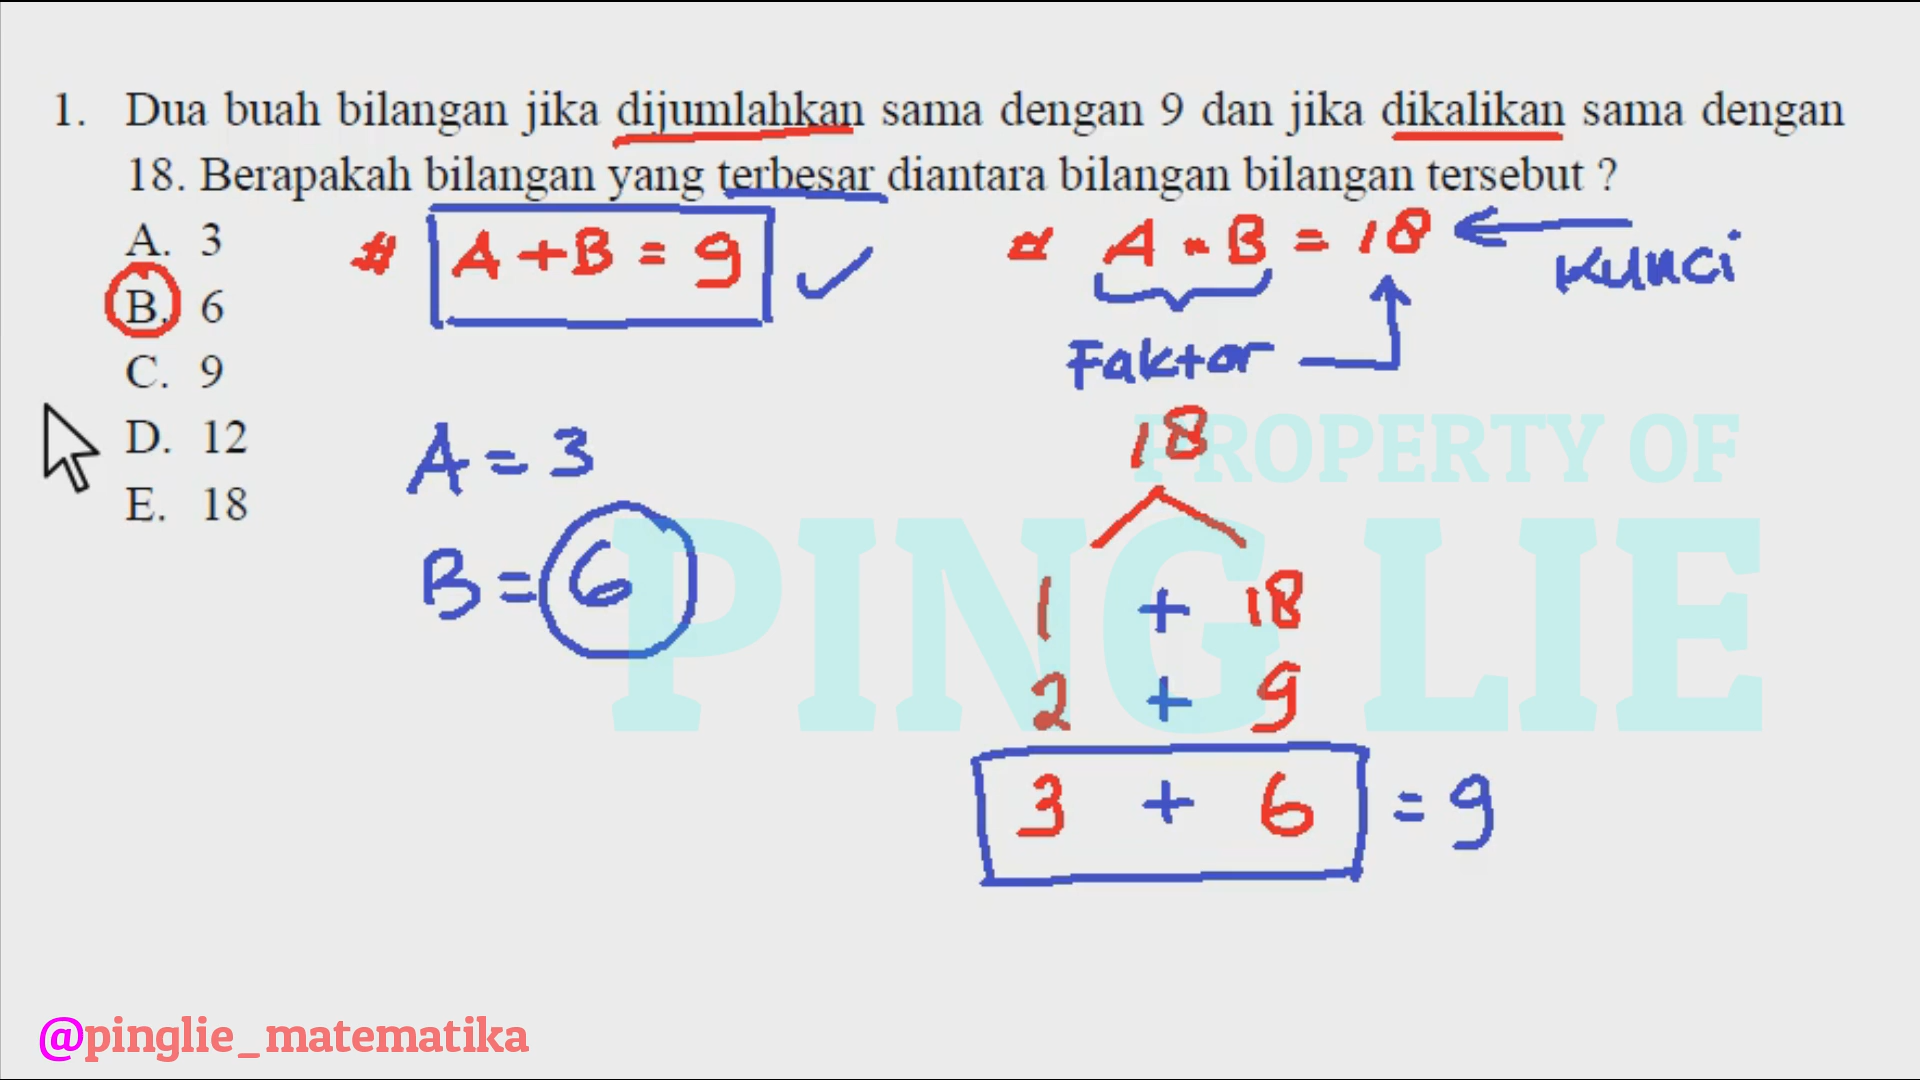 1. Dua buah bilangan jika dijumlahkan sama dengan 9 dan jika dikalikan sama dengan
18. Berapakah bilangan yang terbesar diantara bilangan bilangan tersebut ?
A. 3
B. 6
C. 9
D. 12
E. 18
# A + B = 9 ✓
# A · B = 18 ← Kunci
Faktor
A = 3
B = 6
18
1 + 18
2 + 9
3 + 6 = 9
PROPERTY OF
PING LIE
@pinglie_matematika